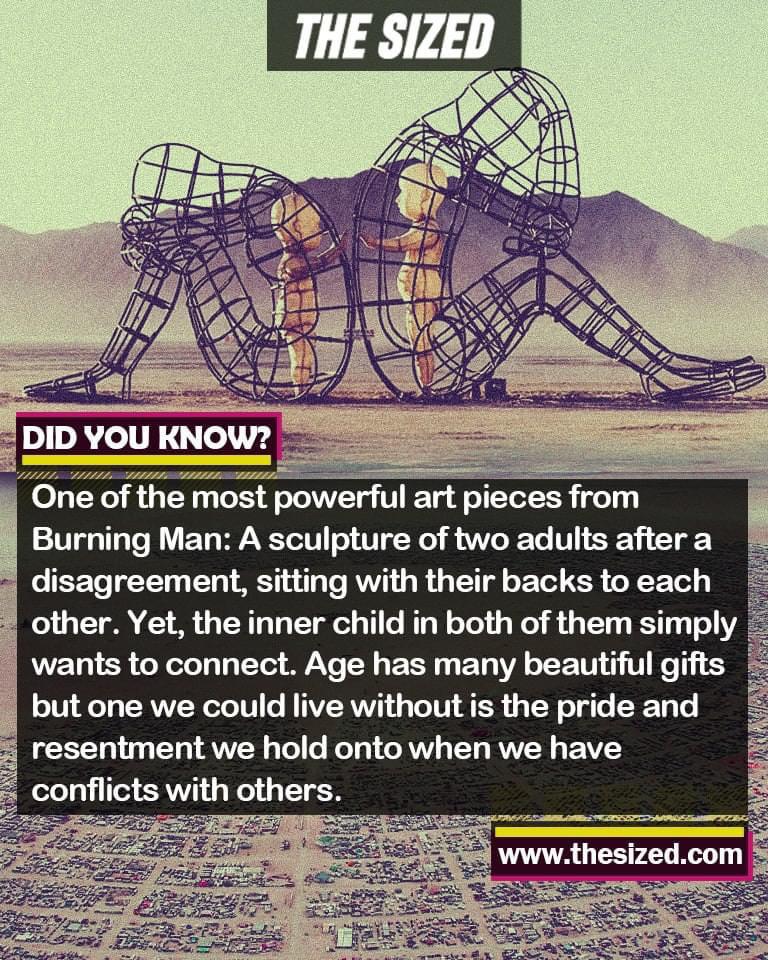 THE SIZED
DID YOU KNOW?
One of the most powerful art pieces from
Burning Man: A sculpture of two adults after a
disagreement, sitting with their backs to each
other. Yet, the inner child in both of them simply
wants to connect. Age has many beautiful gifts
but one we could live without is the pride and
resentment we hold onto when we have
conflicts with others.
www.thesized.com